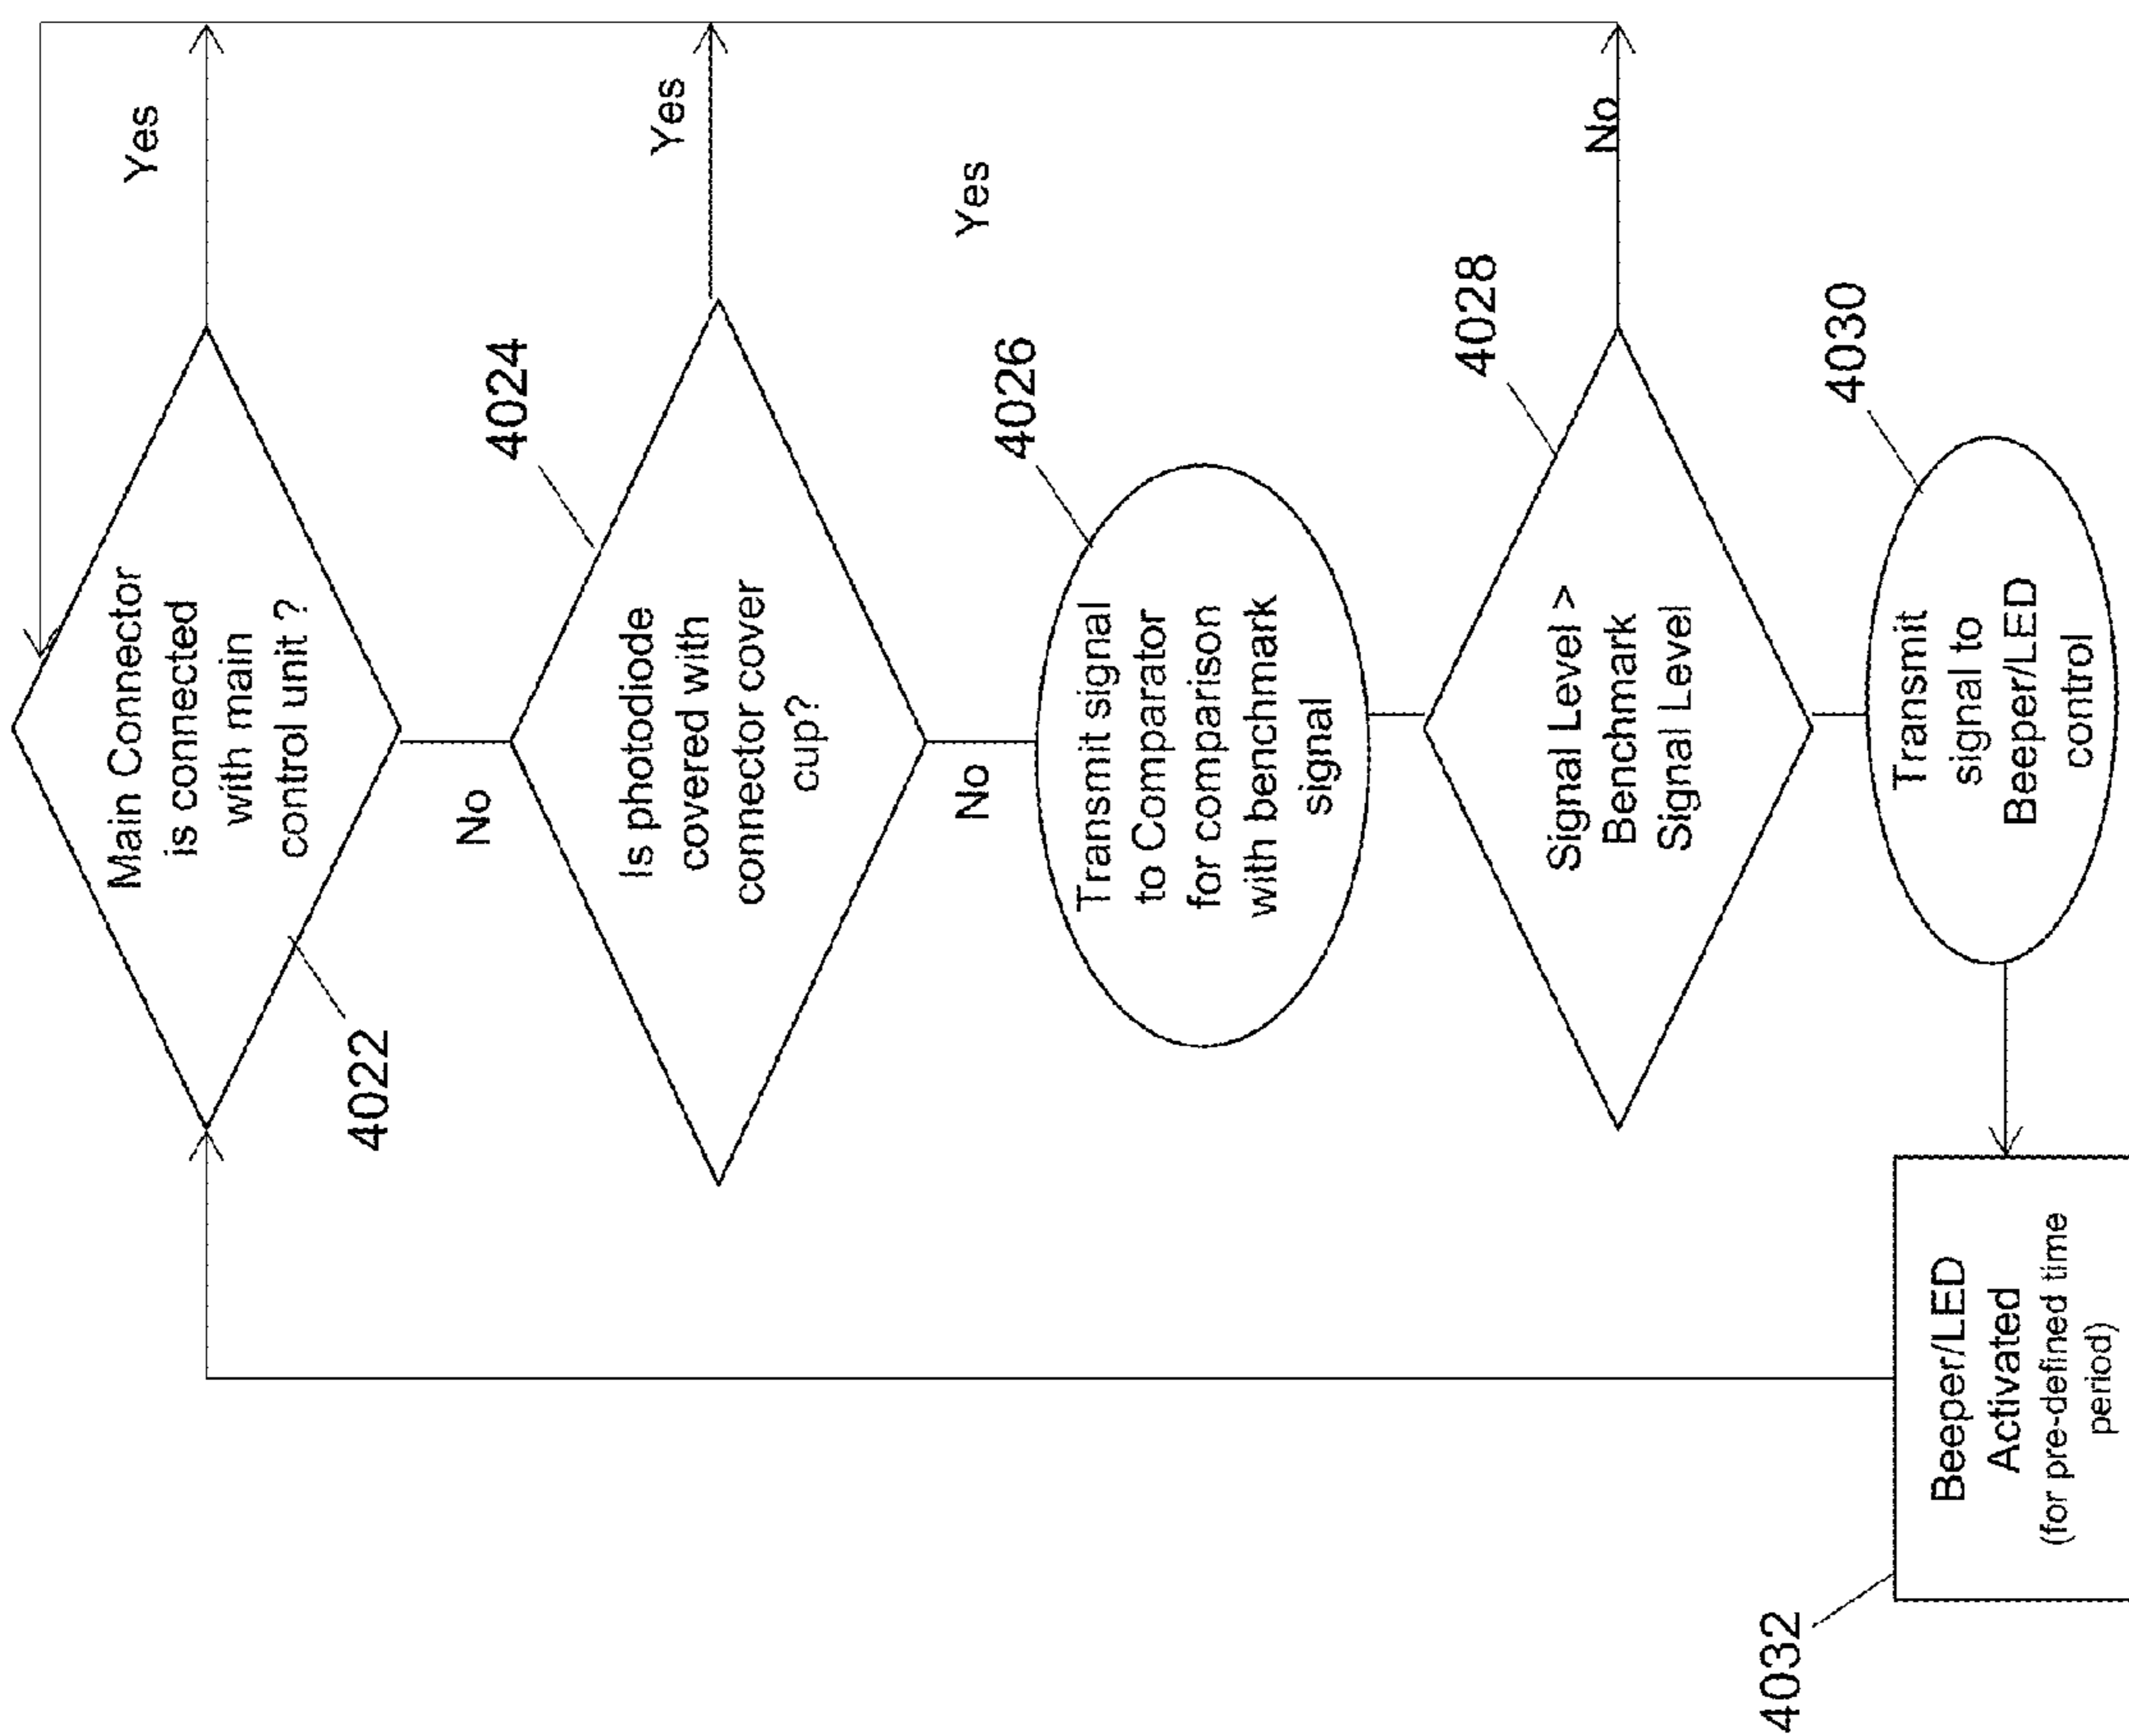 Main Connector
is connected
with main
control unit ?
Yes
4022
No
4024
Is photodiode
covered with
connector cover
cup?
Yes
No
Yes
4026
Transmit signal
to Comparator
for comparison
with benchmark
signal
4028
Signal Level >
Benchmark
Signal Level
No
4030
Transmit
signal to
Beeper/LED
control
4032
Beeper/LED
Activated
(for pre-defined time
period)